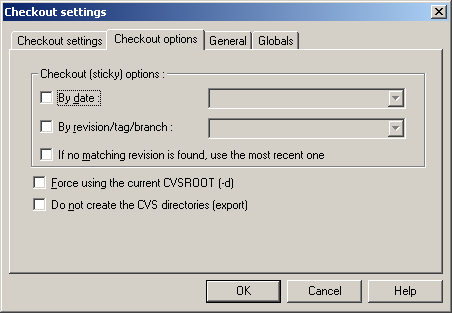 Checkout settings
Checkout settings Checkout options General Globals
Checkout (sticky) options :
By date :
By revision/tag/branch :
If no matching revision is found, use the most recent one
Force using the current CVSROOT (-d)
Do not create the CVS directories (export)
OK Cancel Help